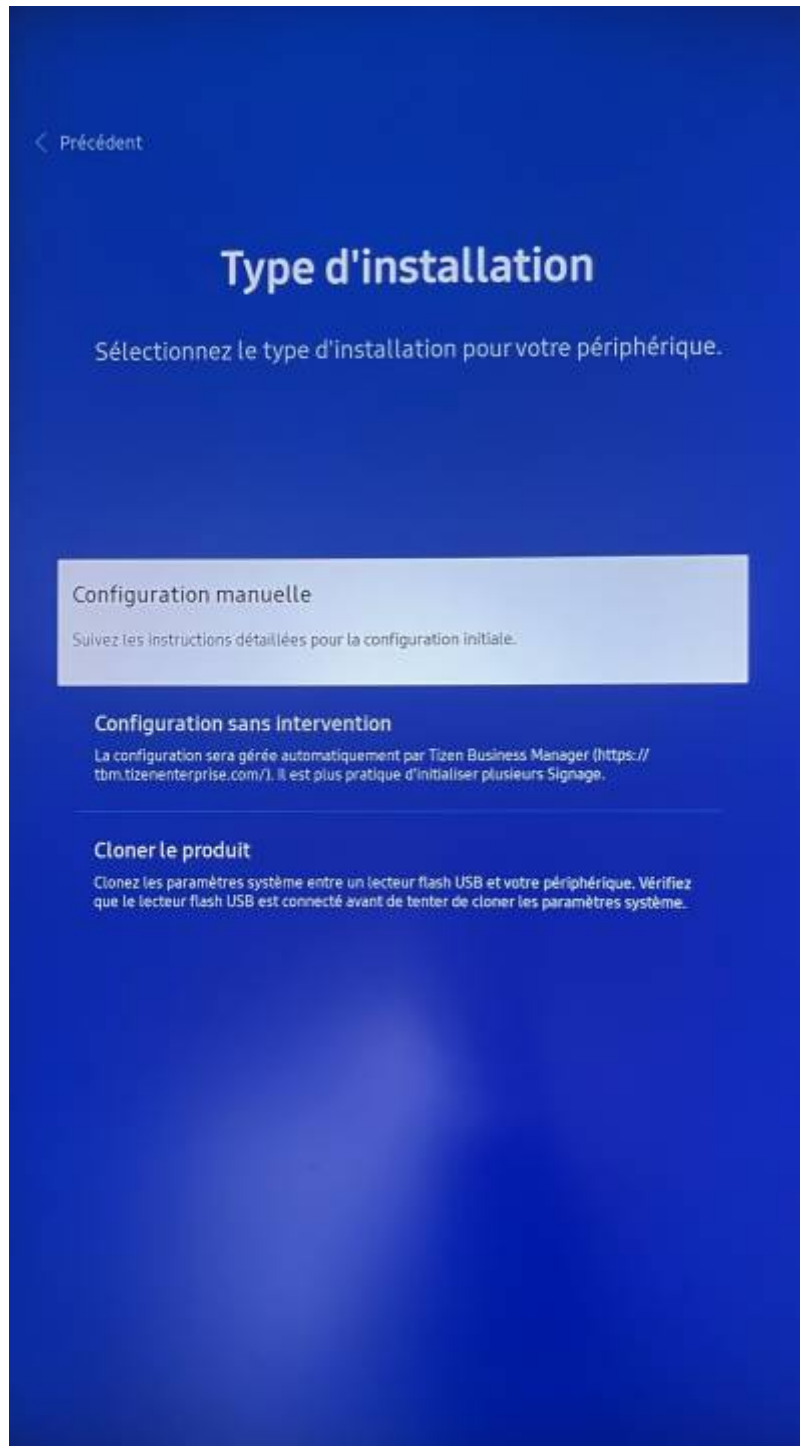 < Précédent
Type d'installation
Sélectionnez le type d'installation pour votre périphérique.
Configuration manuelle
Suivez les instructions détaillées pour la configuration initiale.
Configuration sans intervention
La configuration sera gérée automatiquement par Tizen Business Manager (https://
tbm.tizenenterprise.com/). Il est plus pratique d'initialiser plusieurs Signage.
Cloner le produit
Clonez les paramètres système entre un lecteur flash USB et votre périphérique. Vérifiez
que le lecteur flash USB est connecté avant de tenter de cloner les paramètres système.